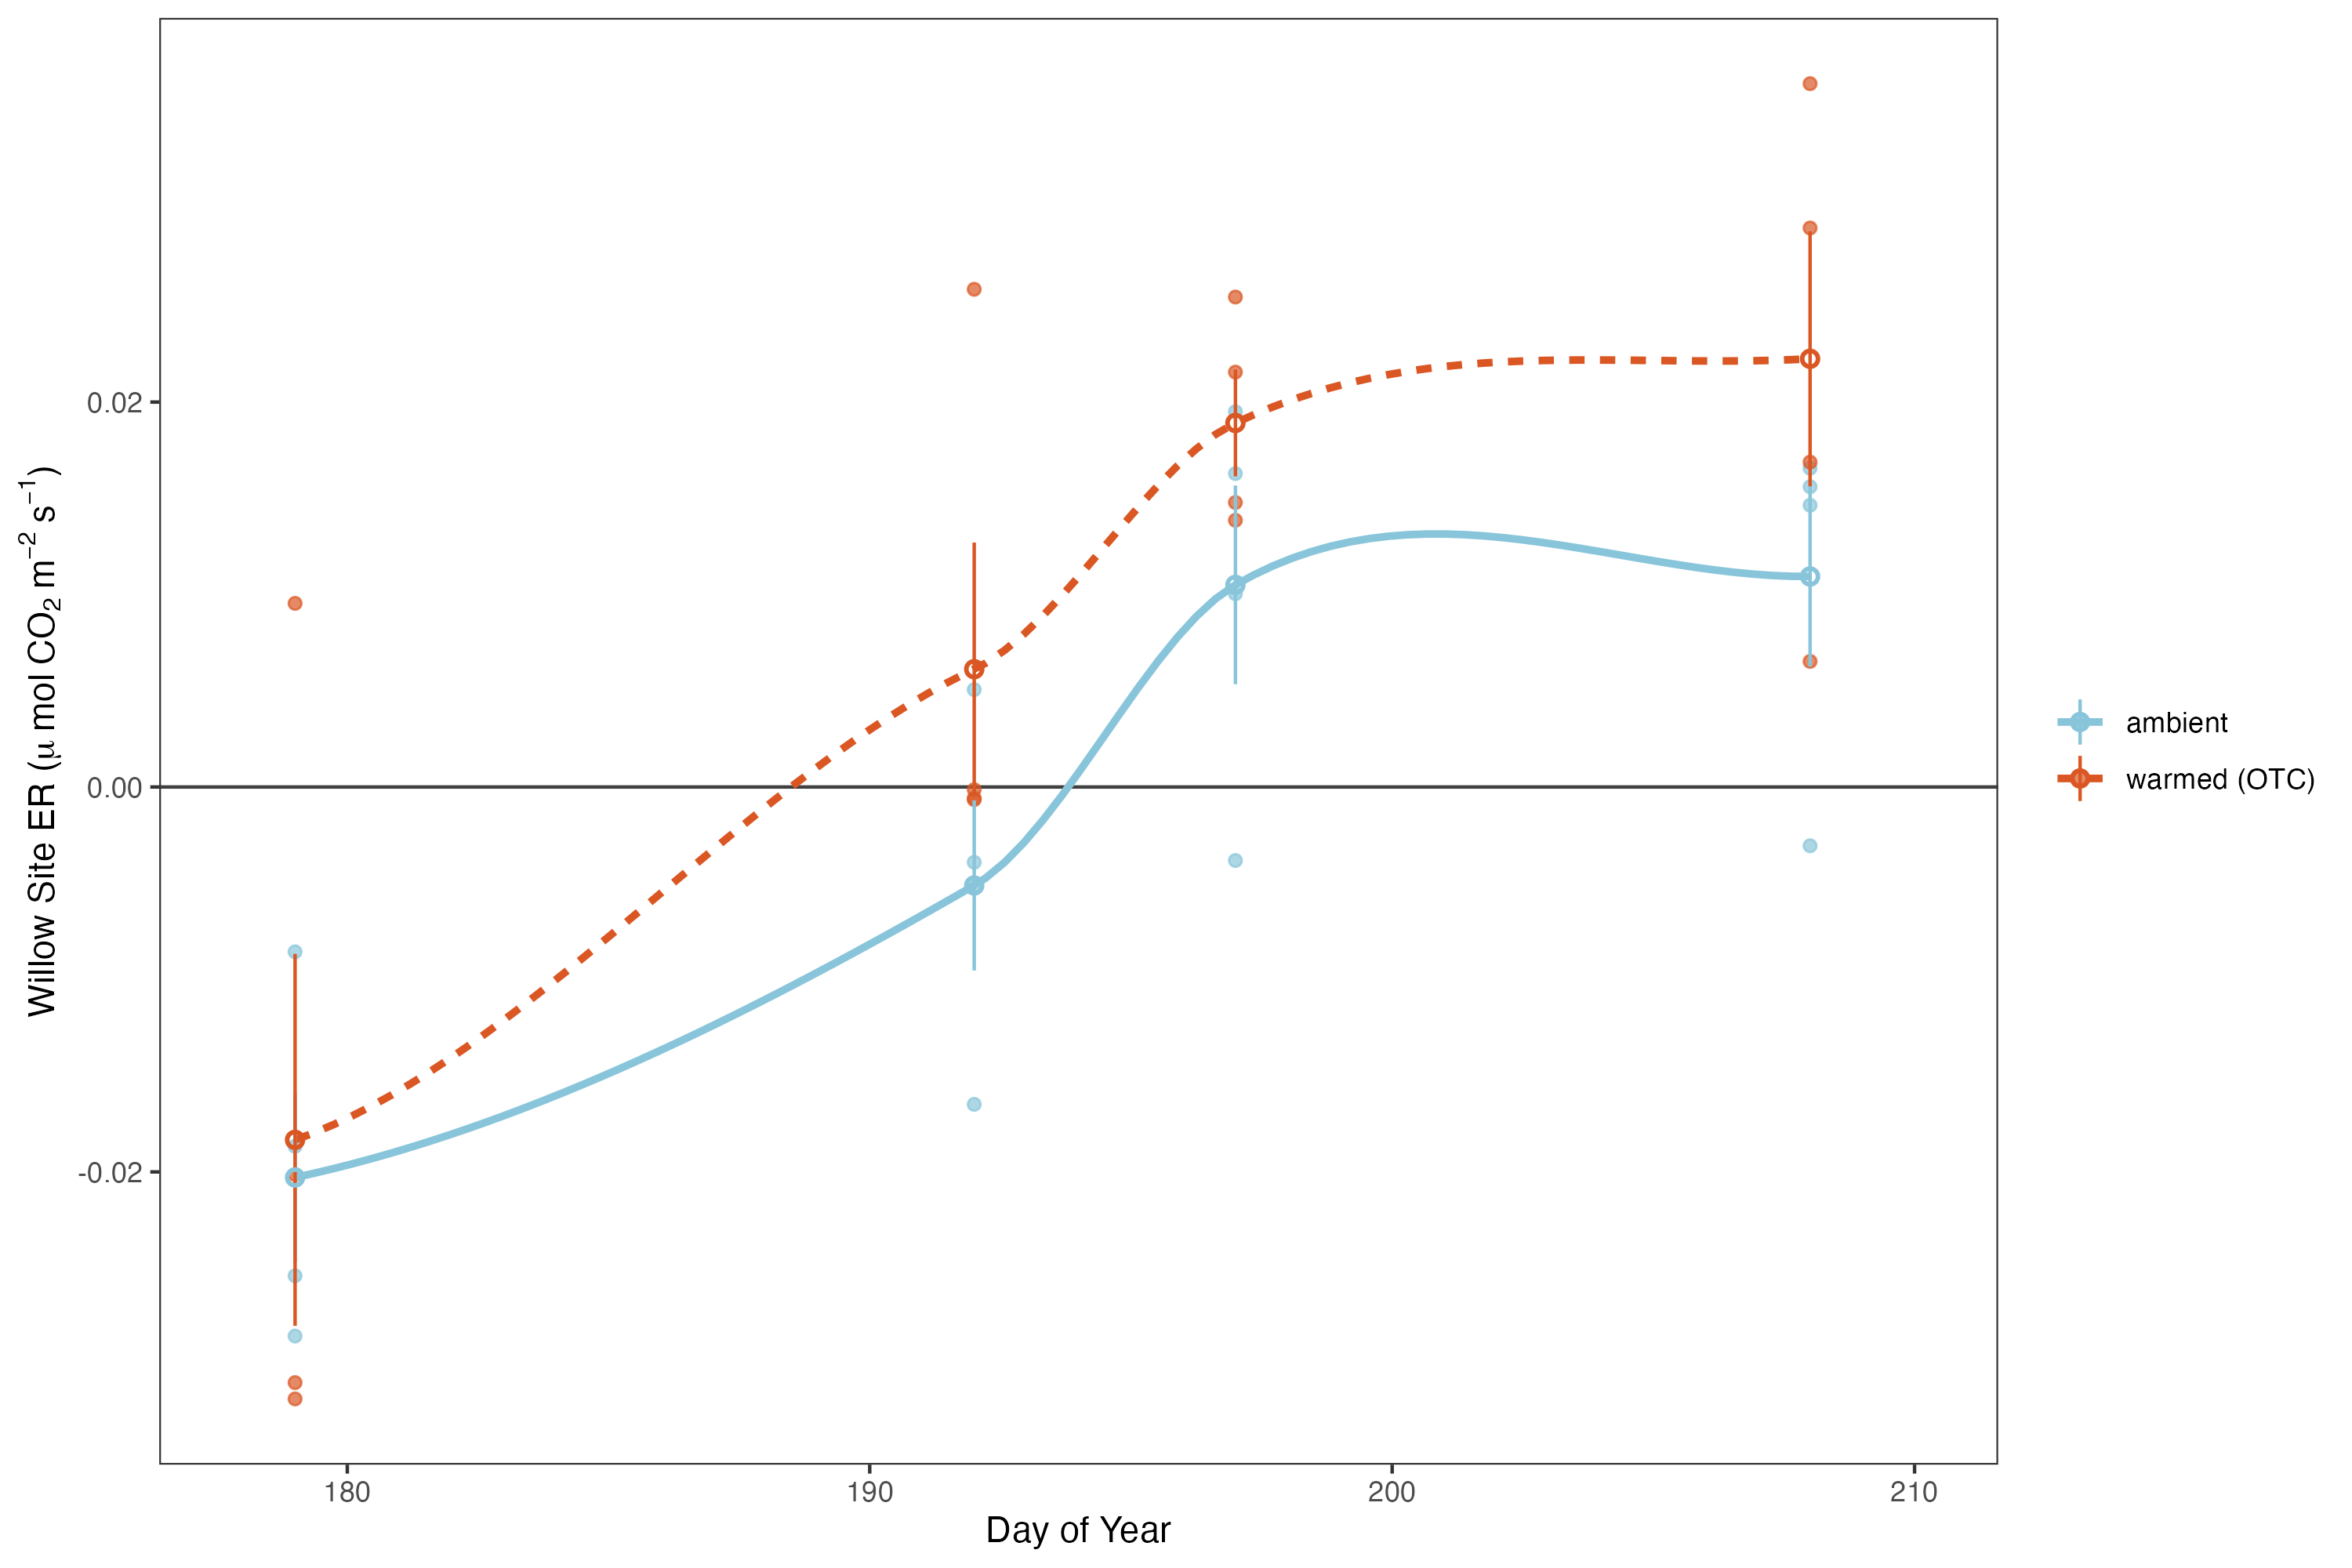 Willow Site ER (μ mol CO₂ m⁻² s⁻¹)
0.02
0.00
-0.02
180 190 200 210
Day of Year
ambient
warmed (OTC)